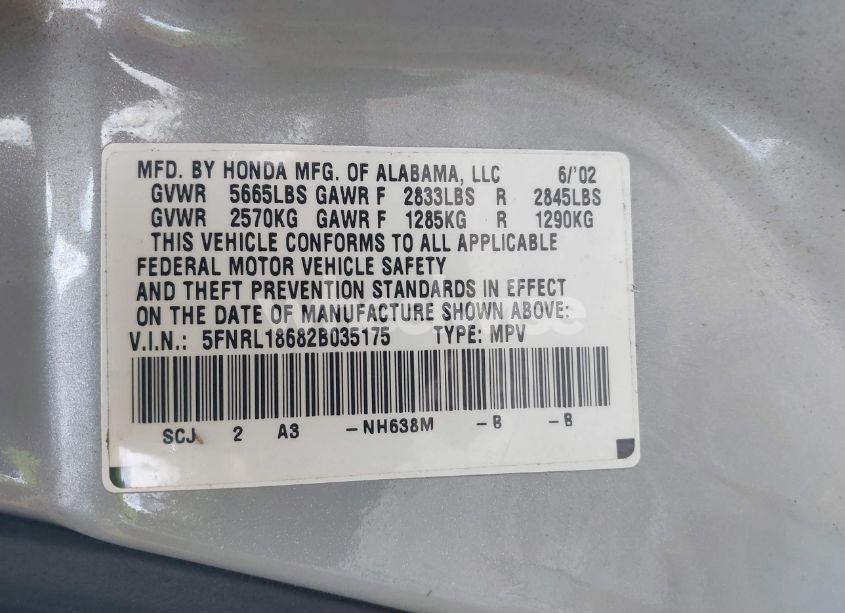 MFD. BY HONDA MFG. OF ALABAMA, LLC 6/'02
GVWR 5665LBS GAWR F 2833LBS R 2845LBS
GVWR 2570KG GAWR F 1285KG R 1290KG
THIS VEHICLE CONFORMS TO ALL APPLICABLE
FEDERAL MOTOR VEHICLE SAFETY
AND THEFT PREVENTION STANDARDS IN EFFECT
ON THE DATE OF MANUFACTURE SHOWN ABOVE:
V.I.N.: 5FNRL18682B035175 TYPE: MPV
SCJ 2 A3 -NH638M -B -B